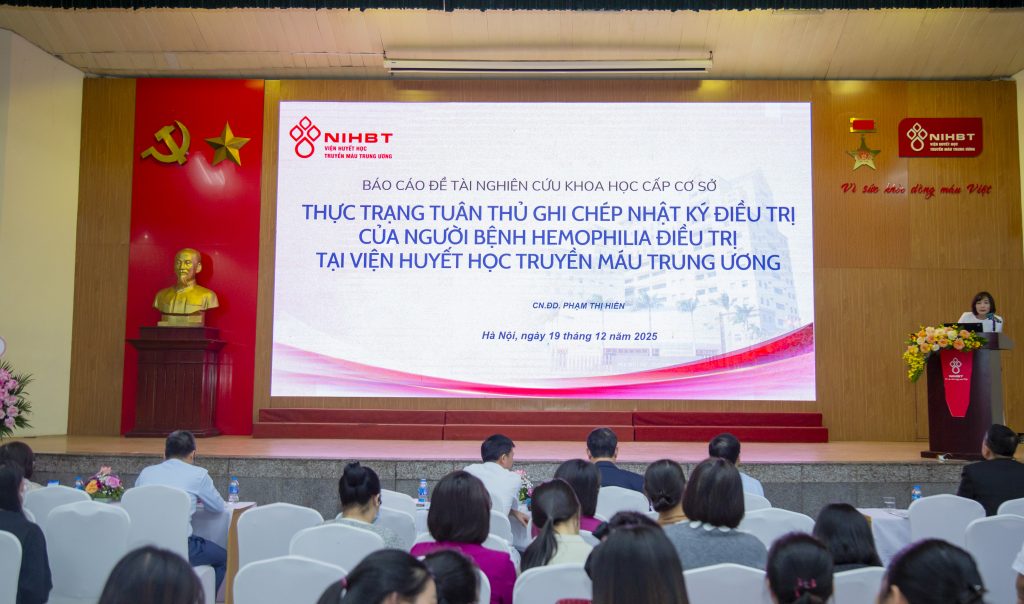 NIHBT
VIỆN HUYẾT HỌC
TRUYỀN MÁU TRUNG ƯƠNG
BÁO CÁO ĐỀ TÀI NGHIÊN CỨU KHOA HỌC CẤP CƠ SỞ
THỰC TRẠNG TUÂN THỦ GHI CHÉP NHẬT KÝ ĐIỀU TRỊ
CỦA NGƯỜI BỆNH HEMOPHILIA ĐIỀU TRỊ
TẠI VIỆN HUYẾT HỌC TRUYỀN MÁU TRUNG ƯƠNG
CN.ĐD. PHẠM THỊ HIỀN
Hà Nội, ngày 19 tháng 12 năm 2025
NIHBT
Vì sức khỏe dòng máu Việt
NIHBT